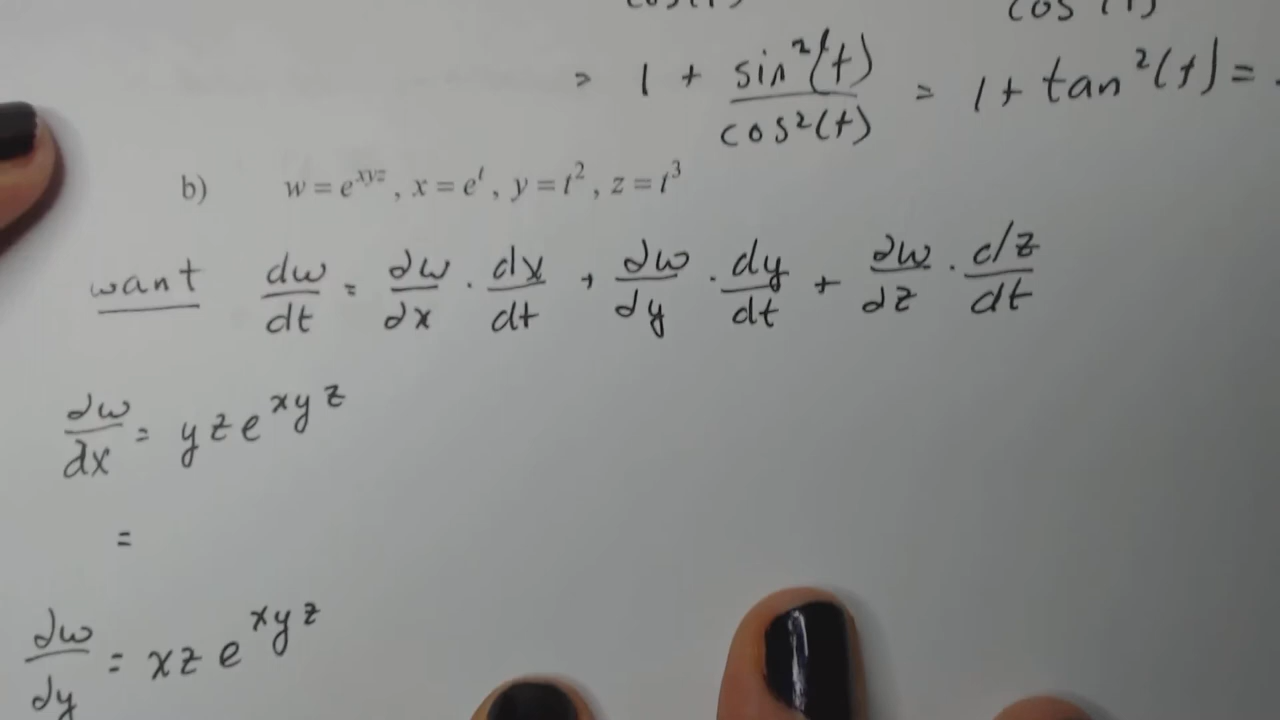 = 1 + sin²(t)/cos²(t) = 1 + tan²(t) =
b) w = e^xyz, x = e^t, y = t², z = t³
want dw/dt = ∂w/∂x · dx/dt + ∂w/∂y · dy/dt + ∂w/∂z · dz/dt
∂w/∂x = yz e^xyz
=
∂w/∂y = xz e^xyz